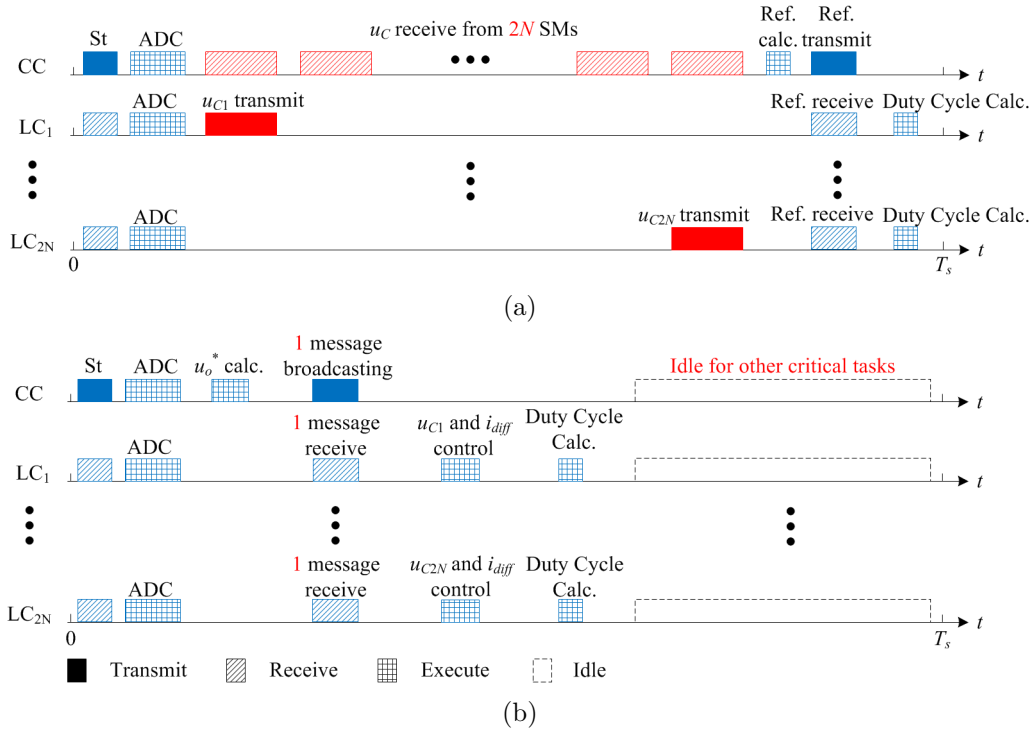 u_C receive from 2N SMs
Ref.
calc.
Ref.
transmit
St
ADC
CC
t
ADC
u_C1 transmit
Ref. receive
Duty Cycle Calc.
LC_1
t
ADC
u_C2N transmit
Ref. receive
Duty Cycle Calc.
LC_2N
t
0
T_s
(a)
St
ADC
u_o^* calc.
1 message
broadcasting
Idle for other critical tasks
CC
t
ADC
1 message
receive
u_C1 and i_diff
control
Duty Cycle
Calc.
LC_1
t
ADC
1 message
receive
u_C2N and i_diff
control
Duty Cycle
Calc.
LC_2N
t
0
T_s
Transmit
Receive
Execute
Idle
(b)